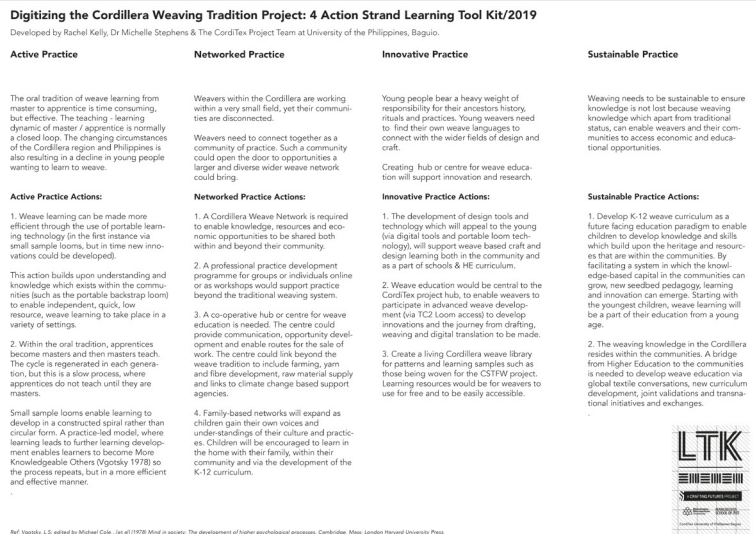 Digitizing the Cordillera Weaving Tradition Project: 4 Action Strand Learning Tool Kit/2019
Developed by Rachel Kelly, Dr Michelle Stephens & The CordiTex Project Team at University of the Philippines, Baguio.
Active Practice
The oral tradition of weave learning from
master to apprentice is time consuming,
but effective. The teaching - learning
dynamic of master / apprentice is normally
a closed loop. The changing circumstances
of the Cordillera region and Philippines is
also resulting in a decline in young people
wanting to learn to weave.
Active Practice Actions:
1. Weave learning can be made more
efficient through the use of portable learn-
ing technology (in the first instance via
small sample looms, but in time new inno-
vations could be developed).
This action builds upon understanding and
knowledge which exists within the commu-
nities (such as the portable backstrap loom)
to enable independent, quick, low
resource, weave learning to take place in a
variety of settings.
2. Within the oral tradition, apprentices
become masters and then masters teach.
The cycle is regenerated in each genera-
tion, but this is a slow process, where
apprentices do not teach until they are
masters.
Small sample looms enable learning to
develop in a constructed spiral rather than
circular form. A practice-led model, where
learning leads to further learning develop-
ment enables learners to become More
Knowledgeable Others (Vgotsky 1978) so
the process repeats, but in a more efficient
and effective manner.
.
Networked Practice
Weavers within the Cordillera are working
within a very small field, yet their communi-
ties are disconnected.
Weavers need to connect together as a
community of practice. Such a community
could open the door to opportunities a
larger and diverse wider weave network
could bring.
Networked Practice Actions:
1. A Cordillera Weave Network is required
to enable knowledge, resources and eco-
nomic opportunities to be shared both
within and beyond their community.
2. A professional practice development
programme for groups or individuals online
or as workshops would support practice
beyond the traditional weaving system.
3. A co-operative hub or centre for weave
education is needed. The centre could
provide communication, opportunity devel-
opment and enable routes for the sale of
work. The centre could link beyond the
weave tradition to include farming, yarn
and fibre development, raw material supply
and links to climate change based support
agencies.
4. Family-based networks will expand as
children gain their own voices and
under-standings of their culture and practic-
es. Children will be encouraged to learn in
the home with their family, within their
community and via the development of the
K-12 curriculum.
Innovative Practice
Young people bear a heavy weight of
responsibility for their ancestors history,
rituals and practices. Young weavers need
to find their own weave languages to
connect with the wider fields of design and
craft.
Creating hub or centre for weave educa-
tion will support innovation and research.
Innovative Practice Actions:
1. The development of design tools and
technology which will appeal to the young
(via digital tools and portable loom tech-
nology), will support weave based craft and
design learning both in the community and
as a part of schools & HE curriculum.
2. Weave education would be central to the
CordiTex project hub, to enable weavers to
participate in advanced weave develop-
ment (via TC2 Loom access) to develop
innovations and the journey from drafting,
weaving and digital translation to be made.
3. Create a living Cordillera weave library
for patterns and learning samples such as
those being woven for the CSTFW project.
Learning resources would be for weavers to
use for free and to be easily accessible.
Sustainable Practice
Weaving needs to be sustainable to ensure
knowledge is not lost because weaving
knowledge which apart from traditional
status, can enable weavers and their com-
munities to access economic and educa-
tional opportunities.
Sustainable Practice Actions:
1. Develop K-12 weave curriculum as a
future facing education paradigm to enable
children to develop knowledge and skills
which build upon the heritage and resourc-
es that are within the communities. By
facilitating a system in which the knowl-
edge-based capital in the communities can
grow, new seedbed pedagogy, learning
and innovation can emerge. Starting with
the youngest children, weave learning will
be a part of their education from a young
age.
2. The weaving knowledge in the Cordillera
resides within the communities. A bridge
from Higher Education to the communities
is needed to develop weave education via
global textile conversations, new curriculum
development, joint validations and transna-
tional initiatives and exchanges.
.
LTK
A CRAFTING FUTURES PROJECT
CordiTex University of Philippines Baguio
Ref: Vgotsky, L.S; edited by Michael Cole.. [et al] (1978) Mind in society: The development of higher psychological processes. Cambridge, Mass: London Harvard University Press.